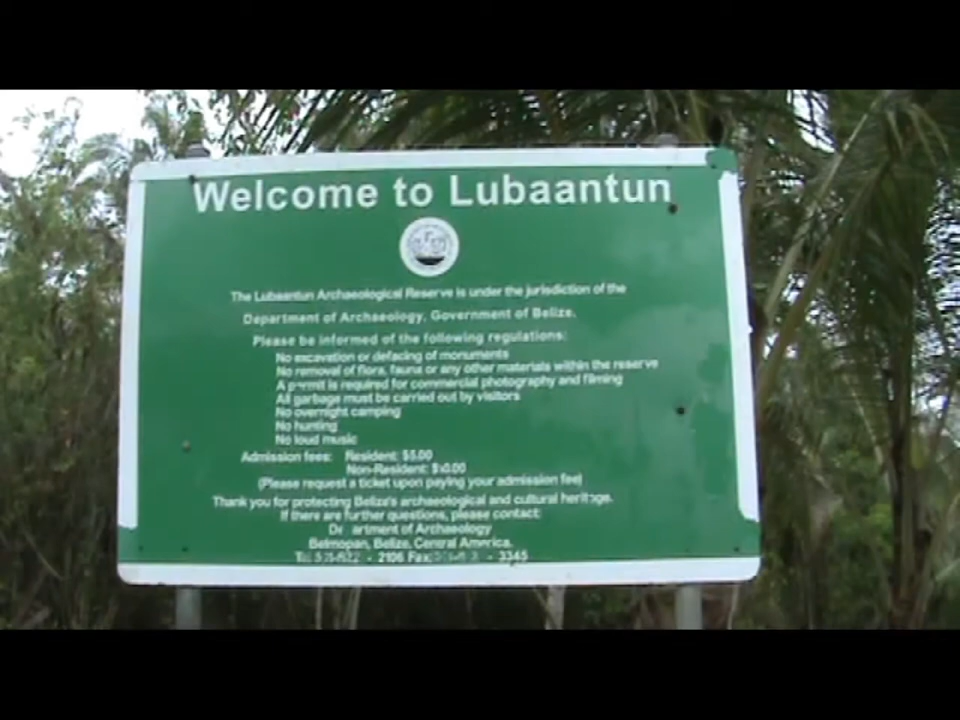 Welcome to Lubaantun
The Lubaantun Archaeological Reserve is under the jurisdiction of the
Department of Archaeology, Government of Belize.
Please be informed of the following regulations:
No excavation or defacing of monuments
No removal of flora, fauna or any other materials within the reserve
A permit is required for commercial photography and filming
All garbage must be carried out by visitors
No overnight camping
No hunting
No loud music
Admission fees: Resident: $5.00
Non-Resident: $10.00
(Please request a ticket upon paying your admission fee)
Thank you for protecting Belize's archaeological and cultural heritage.
If there are further questions, please contact:
De artment of Archaeology
Belmopan, Belize, Central America.
- 2106 Fax: - 3345